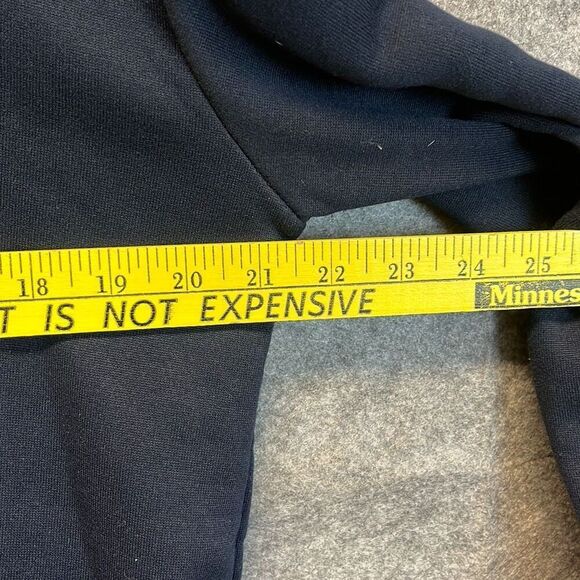 18 19 20 21 22 23 24 25
T IS NOT EXPENSIVE Minnes